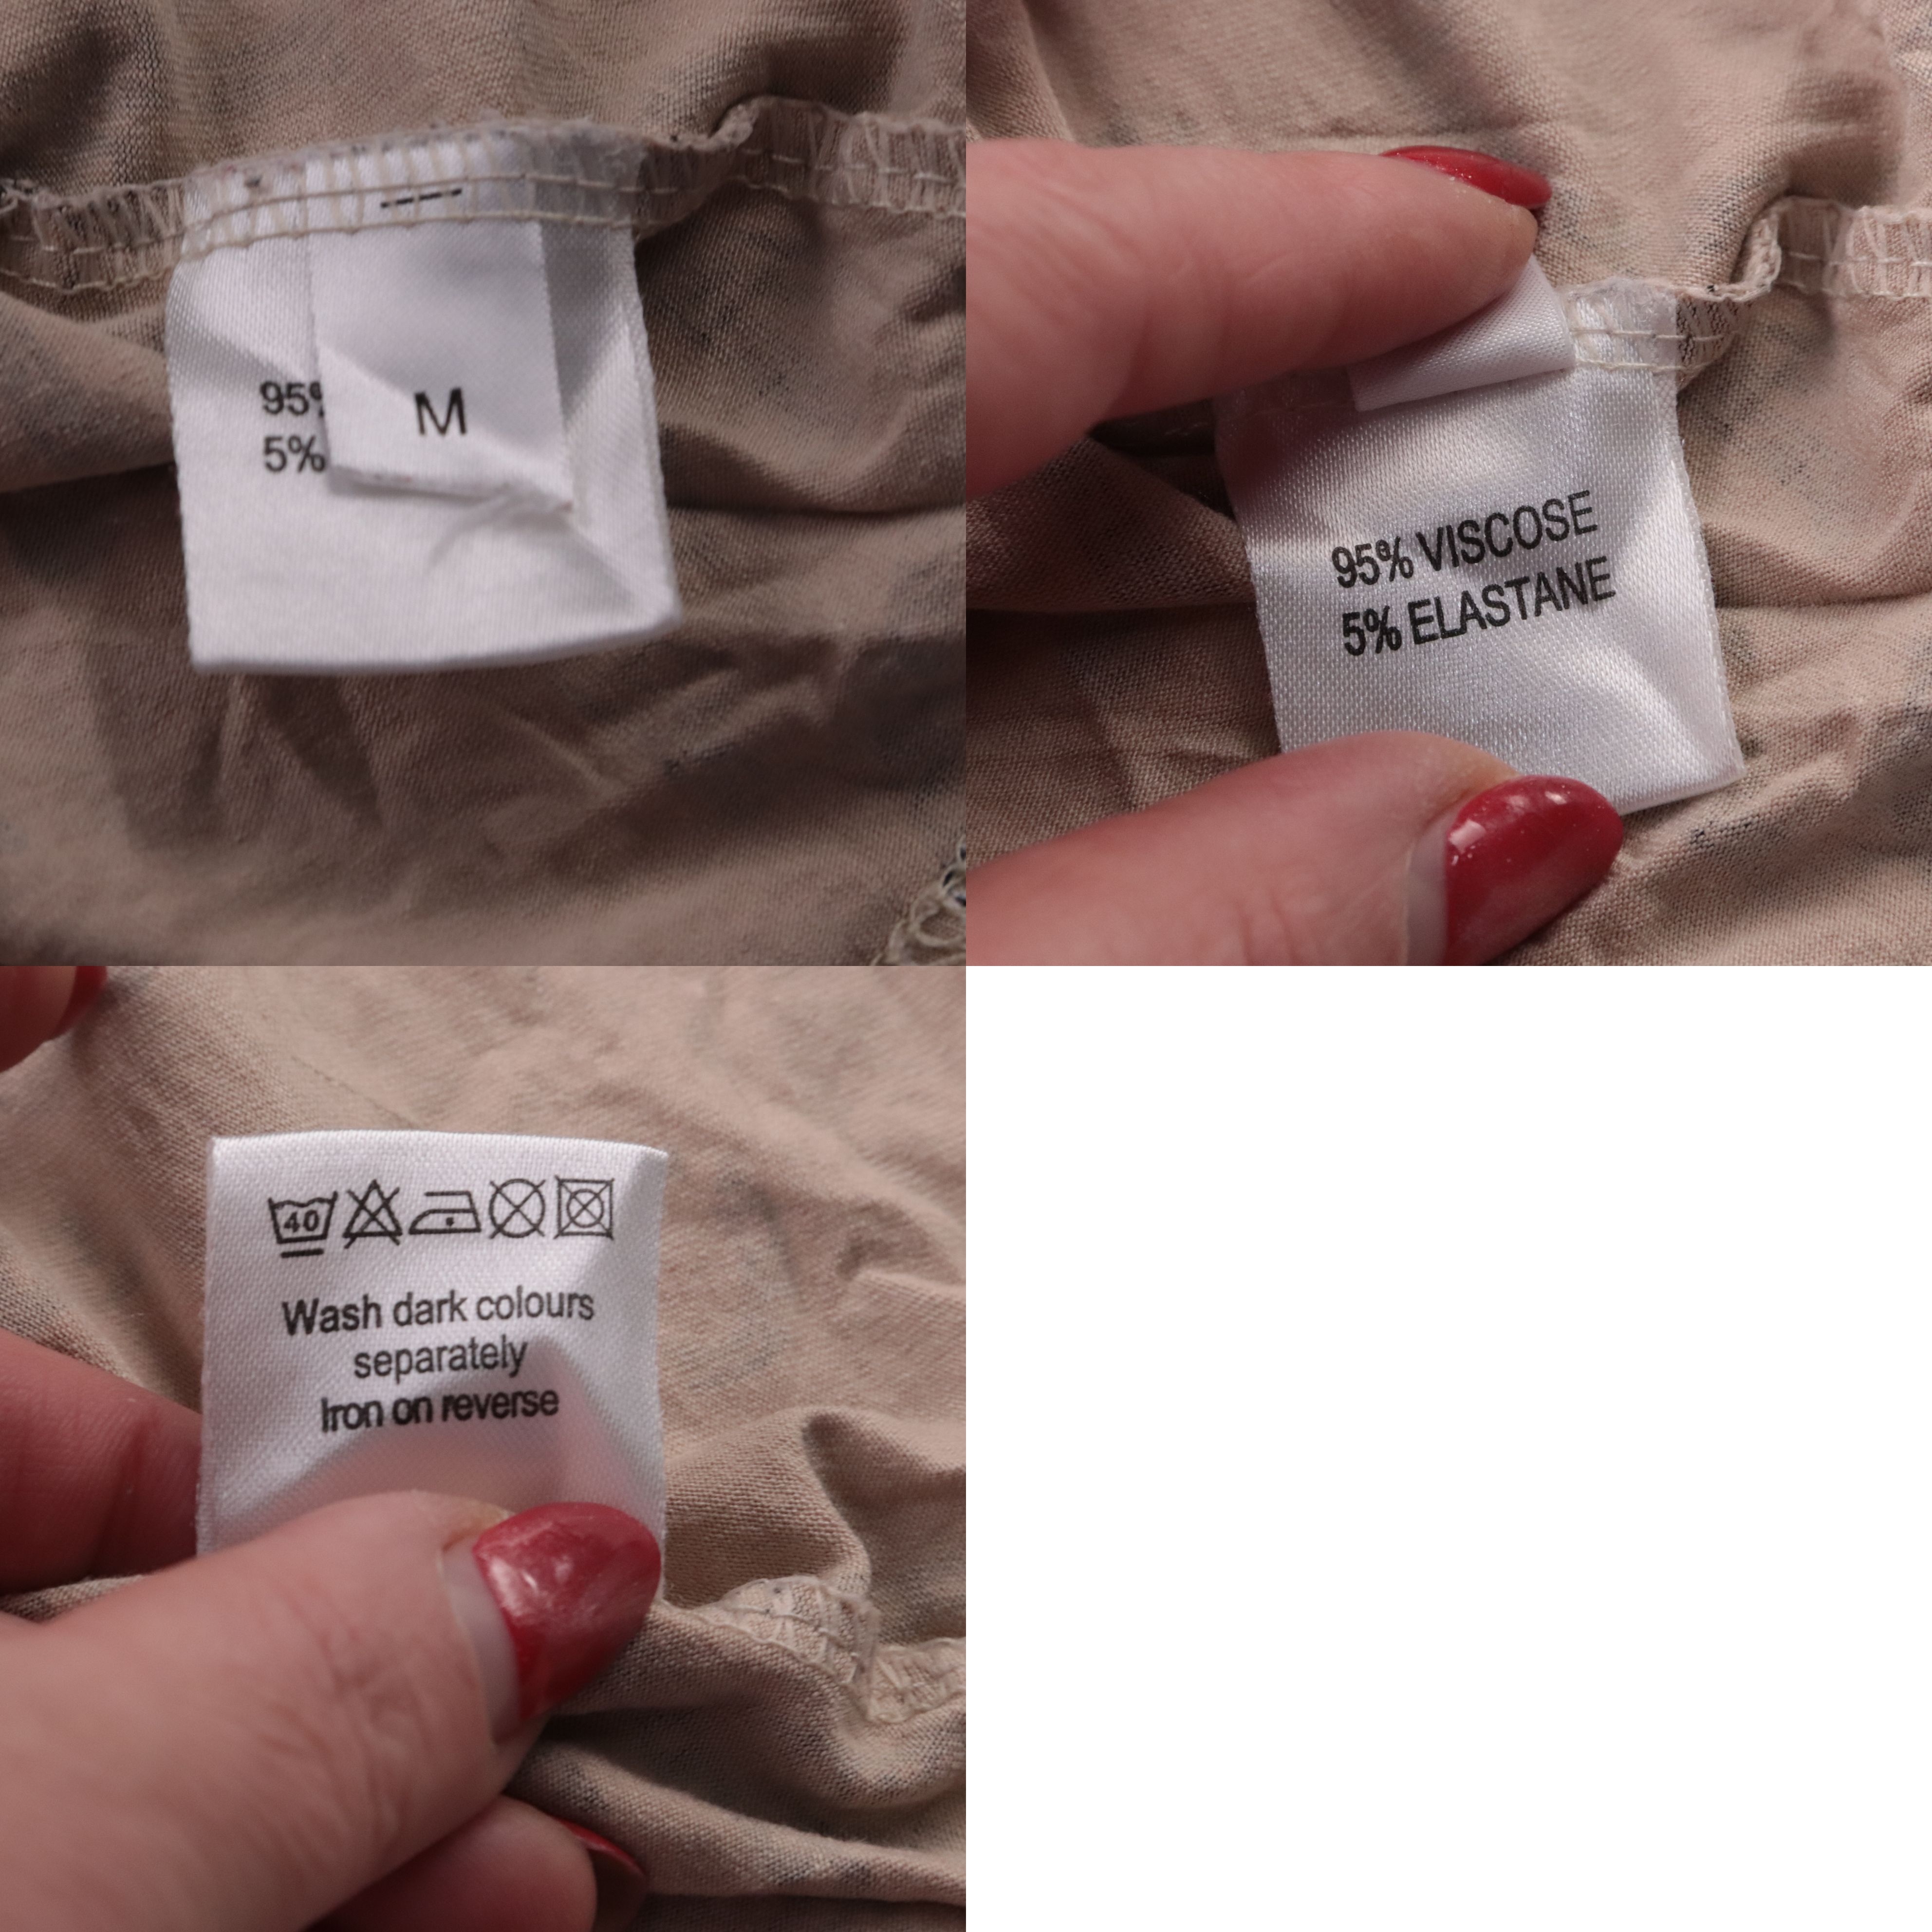 95%
5%
M
95% VISCOSE
5% ELASTANE
40
Wash dark colours
separately
Iron on reverse